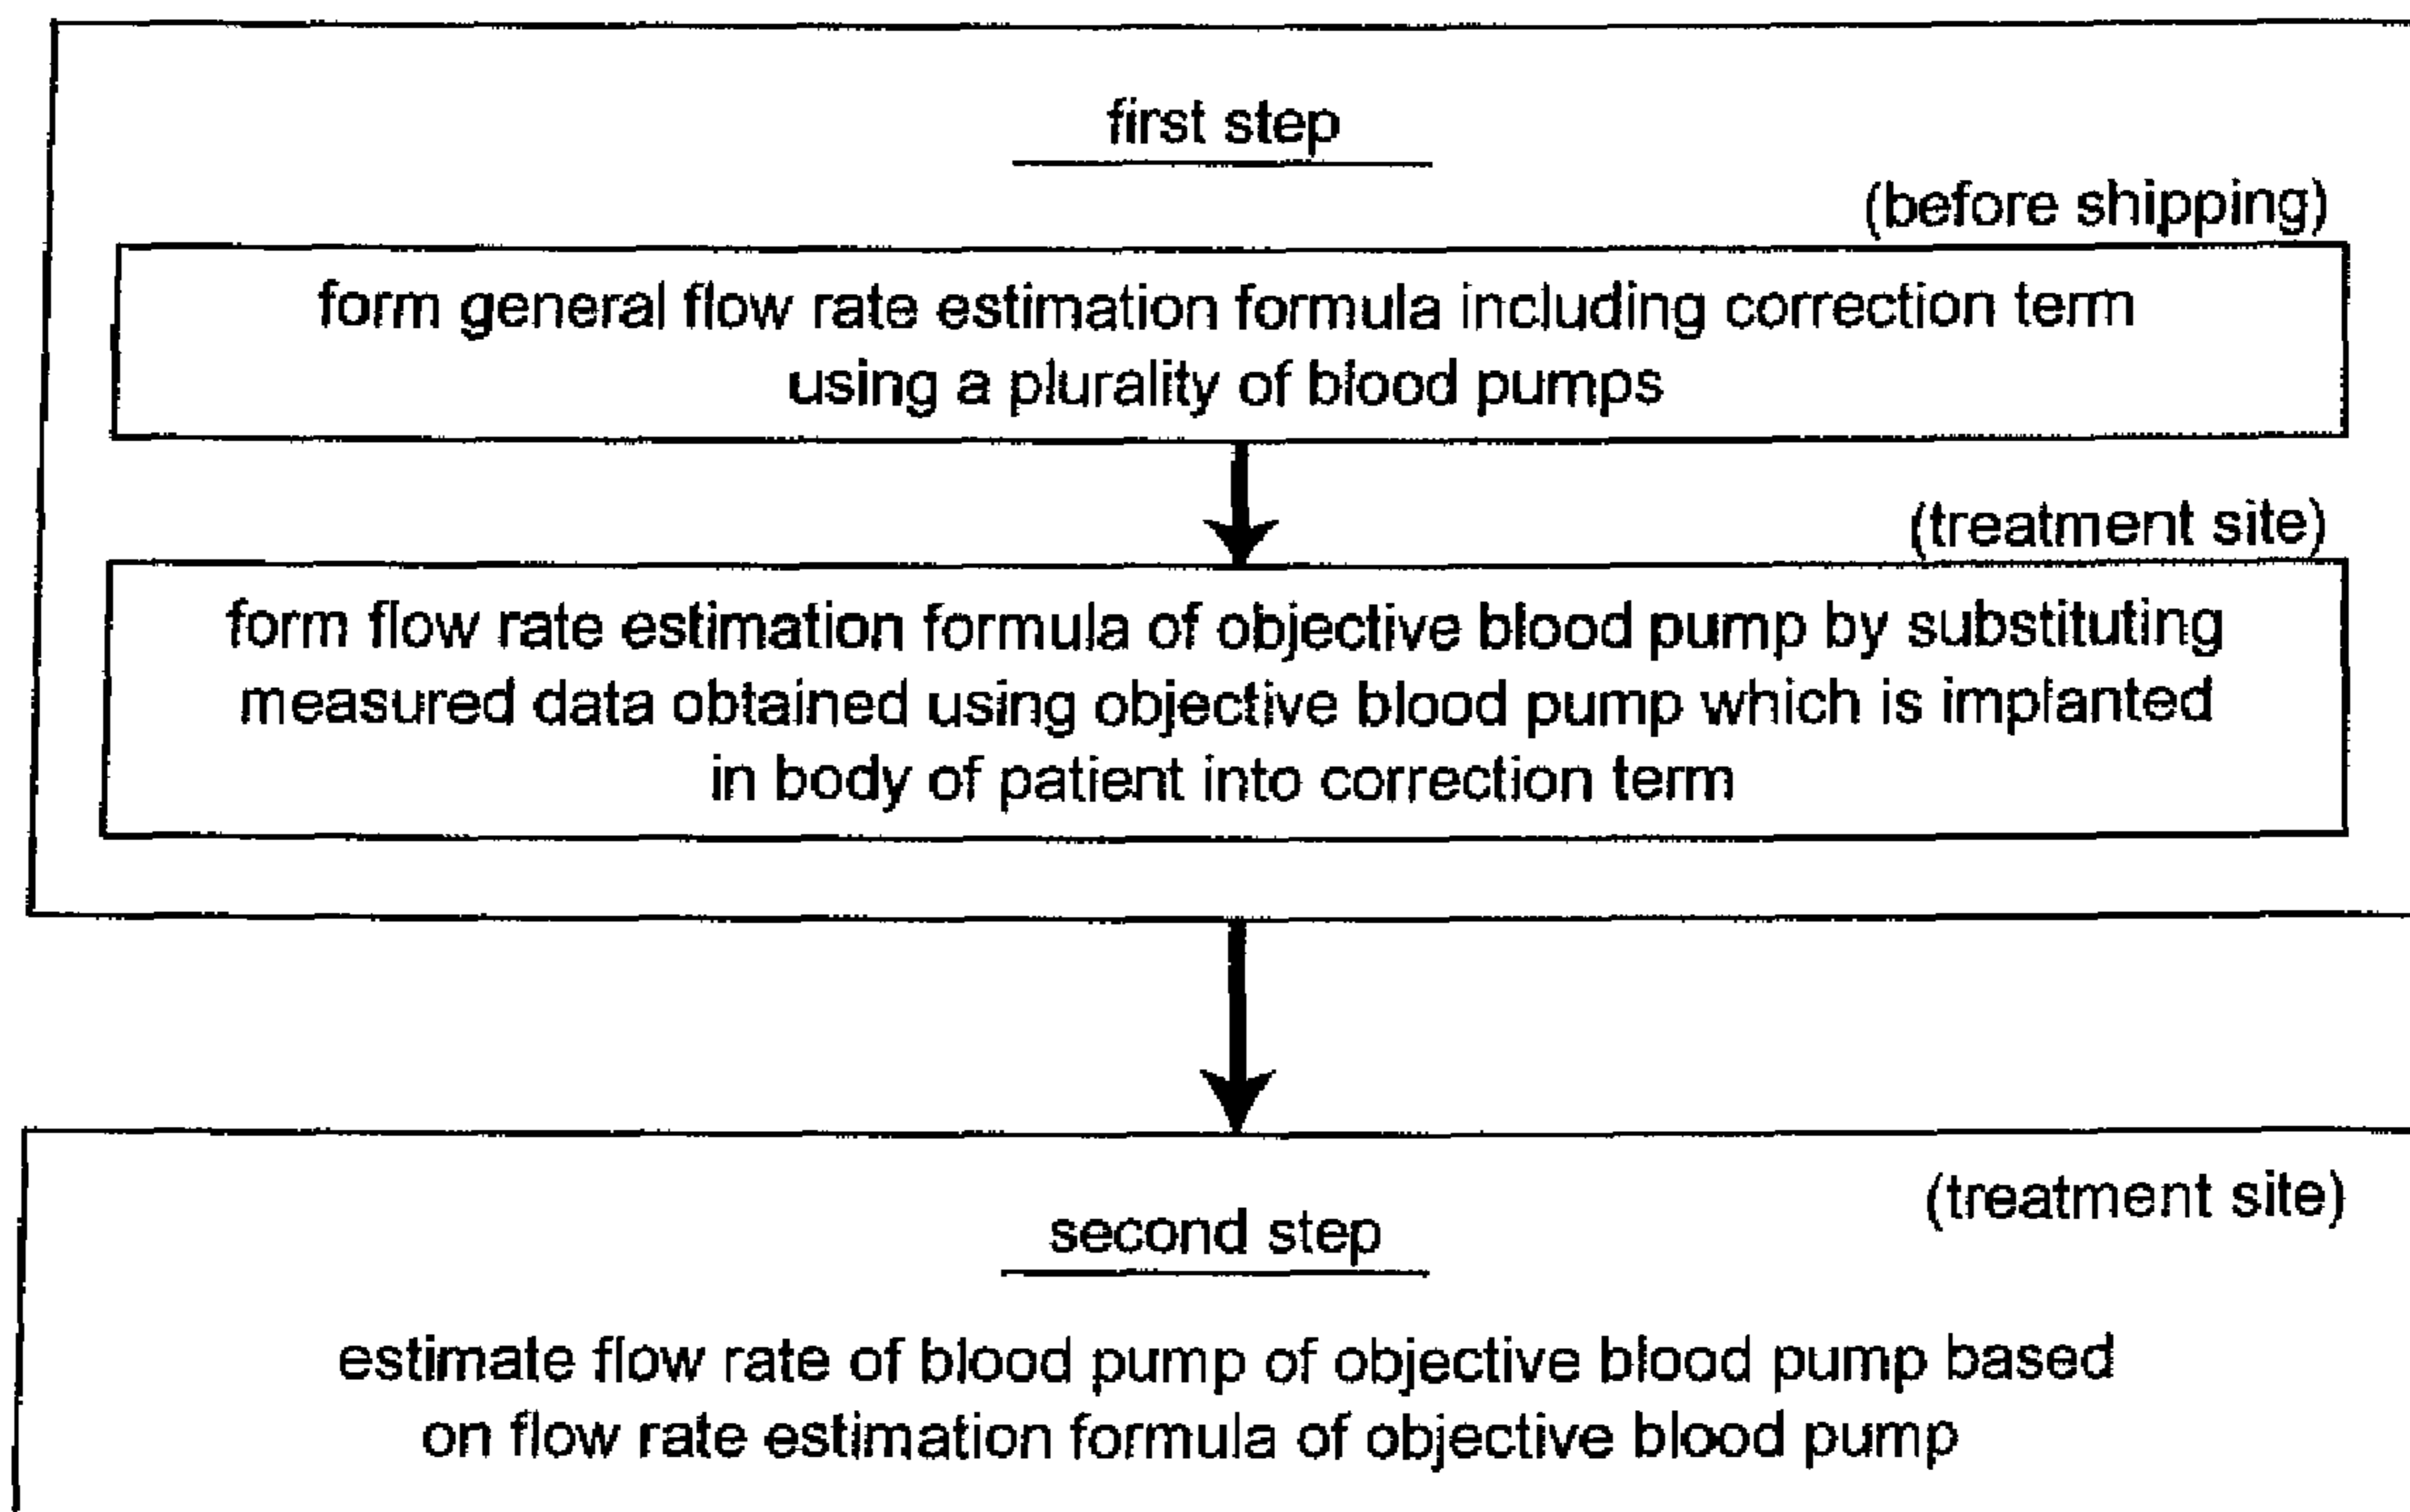 first step
(before shipping)
form general flow rate estimation formula including correction term
using a plurality of blood pumps
(treatment site)
form flow rate estimation formula of objective blood pump by substituting
measured data obtained using objective blood pump which is implanted
in body of patient into correction term
(treatment site)
second step
estimate flow rate of blood pump of objective blood pump based
on flow rate estimation formula of objective blood pump